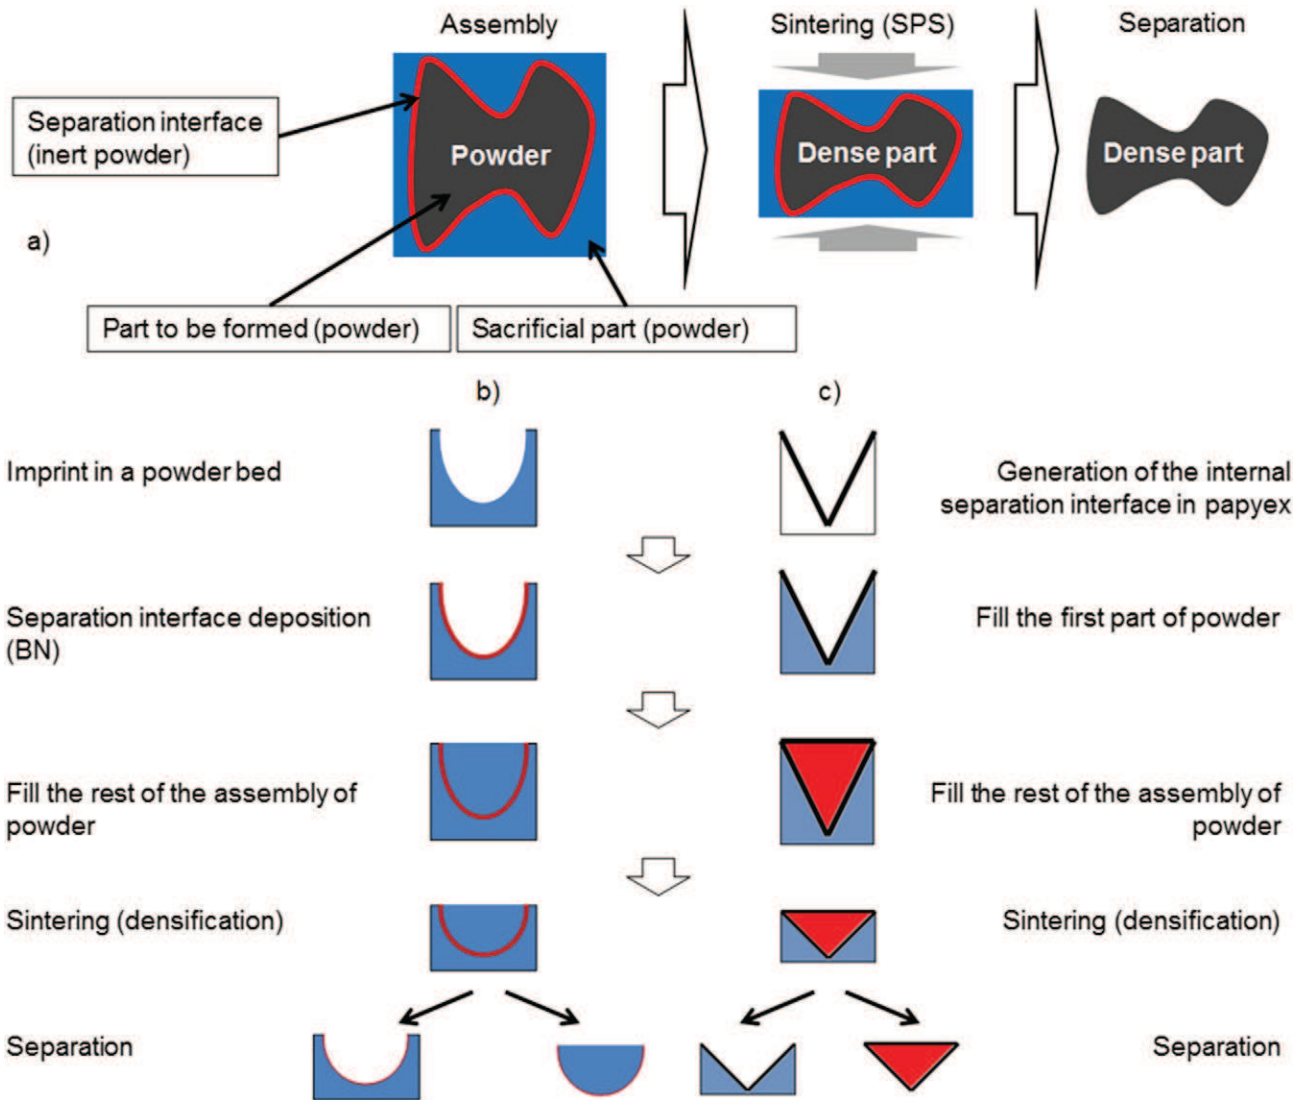 Assembly
Sintering (SPS)
Separation
Separation interface
(inert powder)
Powder
Dense part
Dense part
a)
Part to be formed (powder)
Sacrificial part (powder)
b)
c)
Imprint in a powder bed
Generation of the internal
separation interface in papyex
Separation interface deposition
(BN)
Fill the first part of powder
Fill the rest of the assembly of
powder
Fill the rest of the assembly of
powder
Sintering (densification)
Sintering (densification)
Separation
Separation